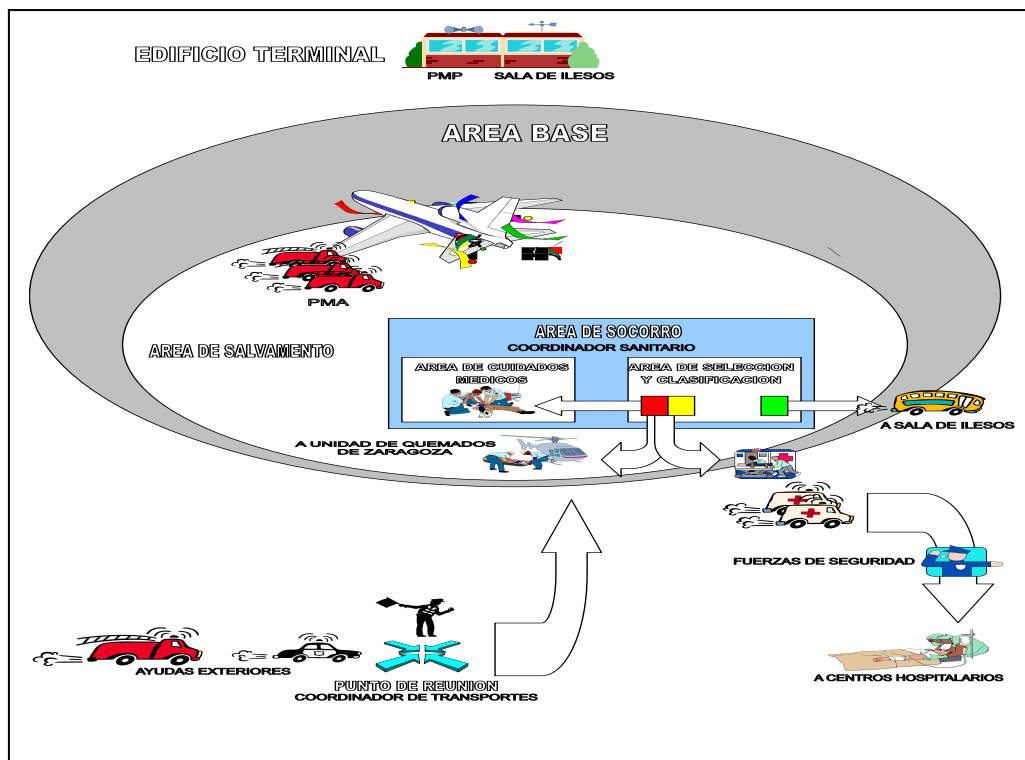 EDIFICIO TERMINAL
PMP
SALA DE ILESOS
AREA BASE
PMA
AREA DE SALVAMENTO
AREA DE SOCORRO
COORDINADOR SANITARIO
AREA DE CUIDADOS
MEDICOS
AREA DE SELECCION
Y CLASIFICACION
A SALA DE ILESOS
A UNIDAD DE QUEMADOS
DE ZARAGOZA
FUERZAS DE SEGURIDAD
AYUDAS EXTERIORES
PUNTO DE REUNION
COORDINADOR DE TRANSPORTES
A CENTROS HOSPITALARIOS